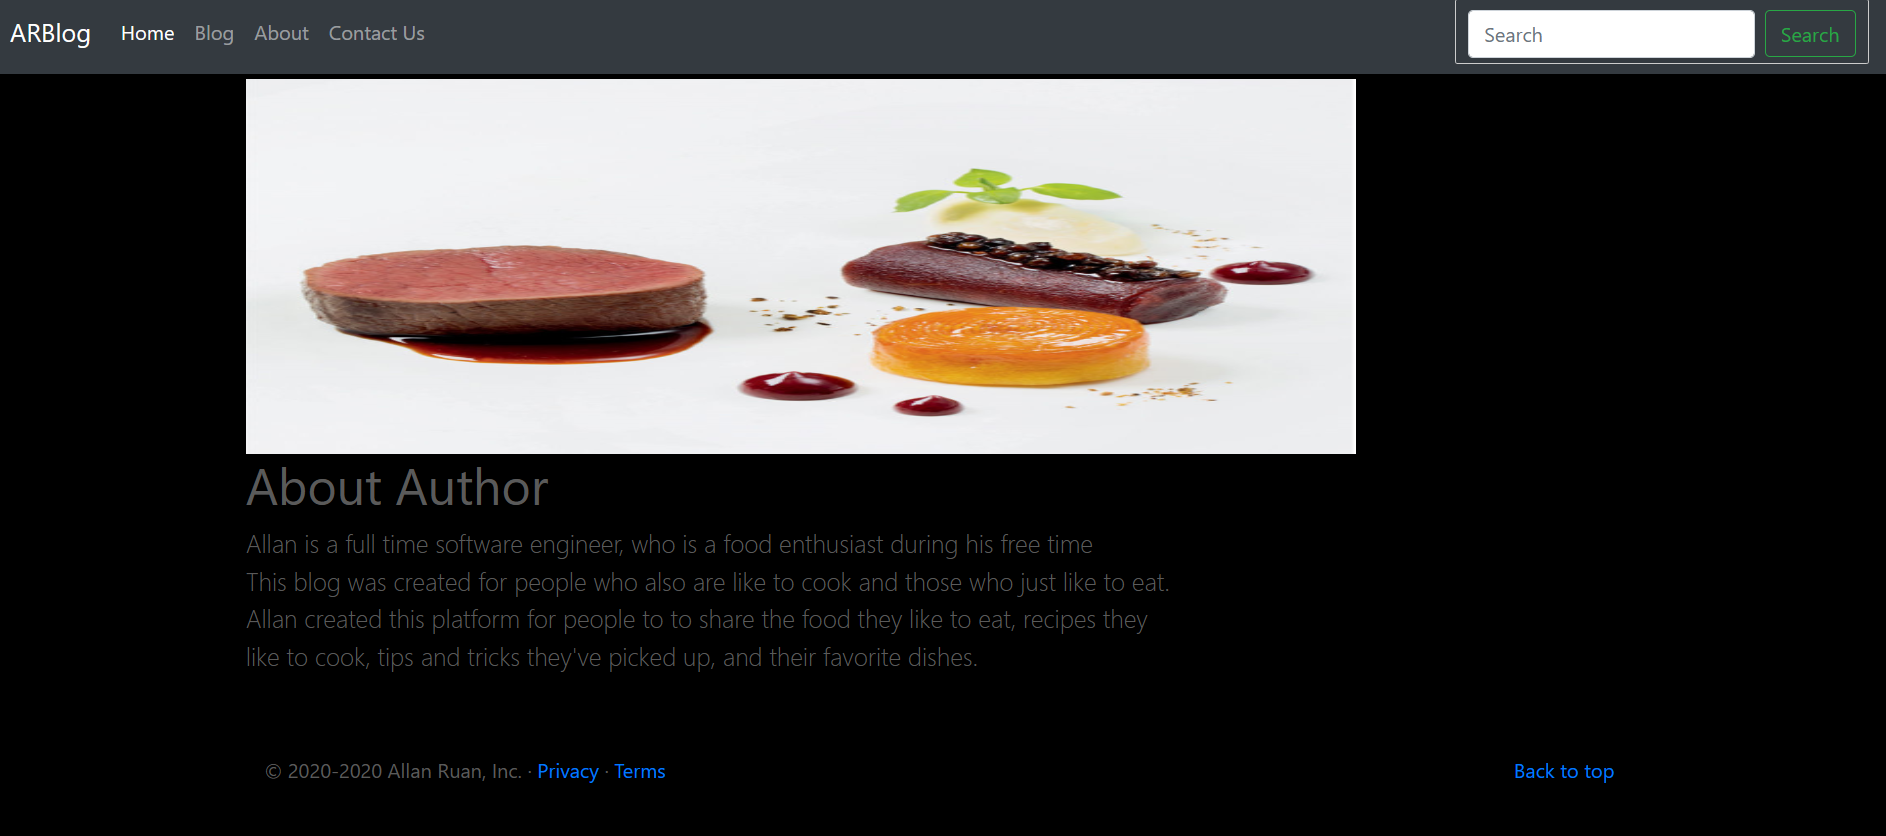 ARBlog Home Blog About Contact Us Search Search
About Author
Allan is a full time software engineer, who is a food enthusiast during his free time
This blog was created for people who also are like to cook and those who just like to eat.
Allan created this platform for people to to share the food they like to eat, recipes they
like to cook, tips and tricks they've picked up, and their favorite dishes.
© 2020-2020 Allan Ruan, Inc. · Privacy · Terms Back to top